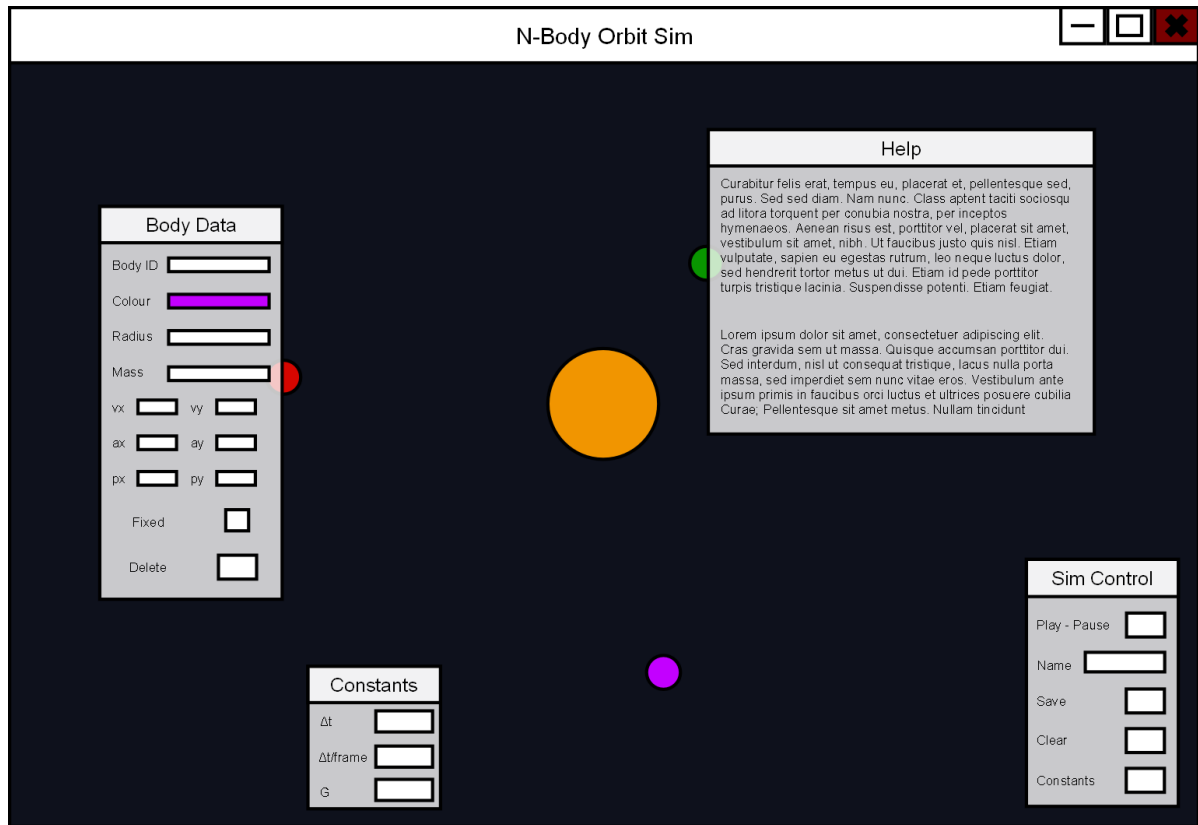 N-Body Orbit Sim
Help
Curabitur felis erat, tempus eu, placerat et, pellentesque sed,
purus. Sed sed diam. Nam nunc. Class aptent taciti sociosqu
ad litora torquent per conubia nostra, per inceptos
hymenaeos. Aenean risus est, porttitor vel, placerat sit amet,
vestibulum sit amet, nibh. Ut faucibus justo quis nisl. Etiam
vulputate, sapien eu egestas rutrum, leo neque luctus dolor,
sed hendrerit tortor metus ut dui. Etiam id pede porttitor
turpis tristique lacinia. Suspendisse potenti. Etiam feugiat.
Lorem ipsum dolor sit amet, consectetuer adipiscing elit.
Cras gravida sem ut massa. Quisque accumsan porttitor dui.
Sed interdum, nisl ut consequat tristique, lacus nulla porta
massa, sed imperdiet sem nunc vitae eros. Vestibulum ante
ipsum primis in faucibus orci luctus et ultrices posuere cubilia
Curae; Pellentesque sit amet metus. Nullam tincidunt
Body Data
Body ID
Colour
Radius
Mass
vx vy
ax ay
px py
Fixed
Delete
Constants
Δt
Δt/frame
G
Sim Control
Play - Pause
Name
Save
Clear
Constants